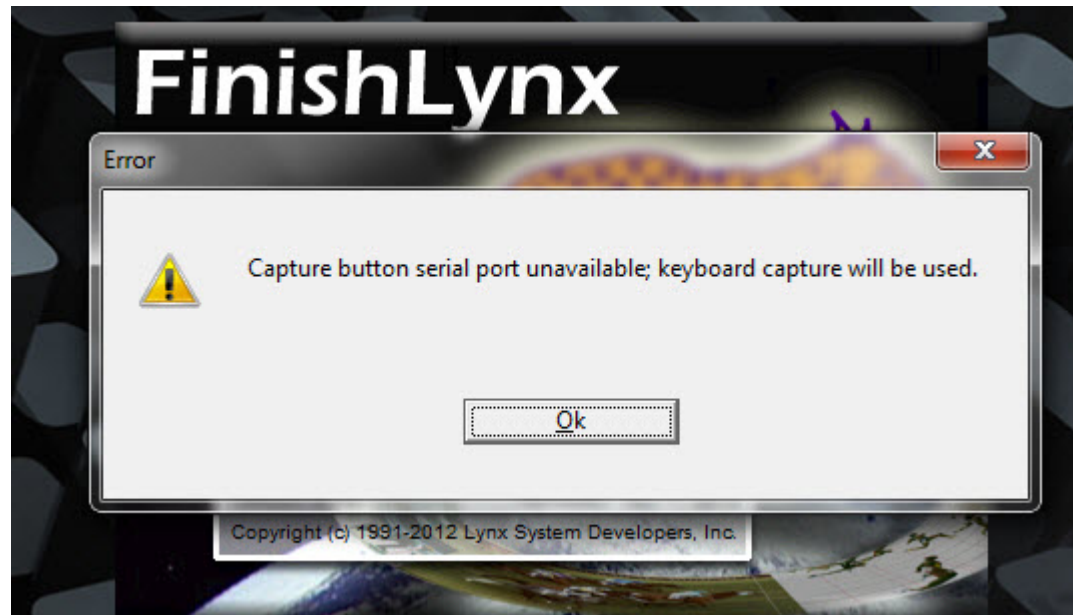 FinishLynx
Error
Capture button serial port unavailable; keyboard capture will be used.
Ok
Copyright (c) 1991-2012 Lynx System Developers, Inc.